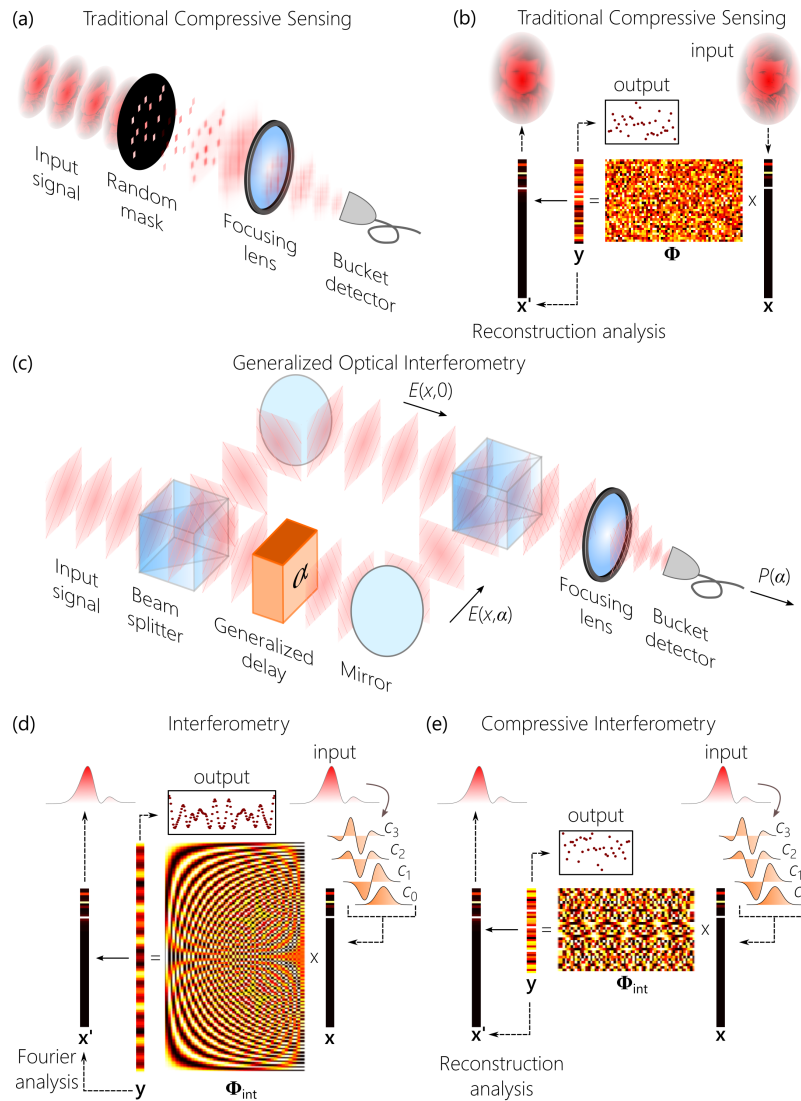 (a) Traditional Compressive Sensing
Input
signal
Random
mask
Focusing
lens
Bucket
detector
(b) Traditional Compressive Sensing
input
output
=
x
y
Φ
x'
x
Reconstruction analysis
(c) Generalized Optical Interferometry
E(x,0)
Input
signal
Beam
splitter
α
Generalized
delay
Mirror
E(x,α)
Focusing
lens
Bucket
detector
P(α)
(d) Interferometry
input
output
c3
c2
c1
c0
=
x
x'
x
Fourier
analysis
y
Φint
(e) Compressive Interferometry
input
output
c3
c2
c1
c0
=
x
y
Φint
x'
x
Reconstruction
analysis